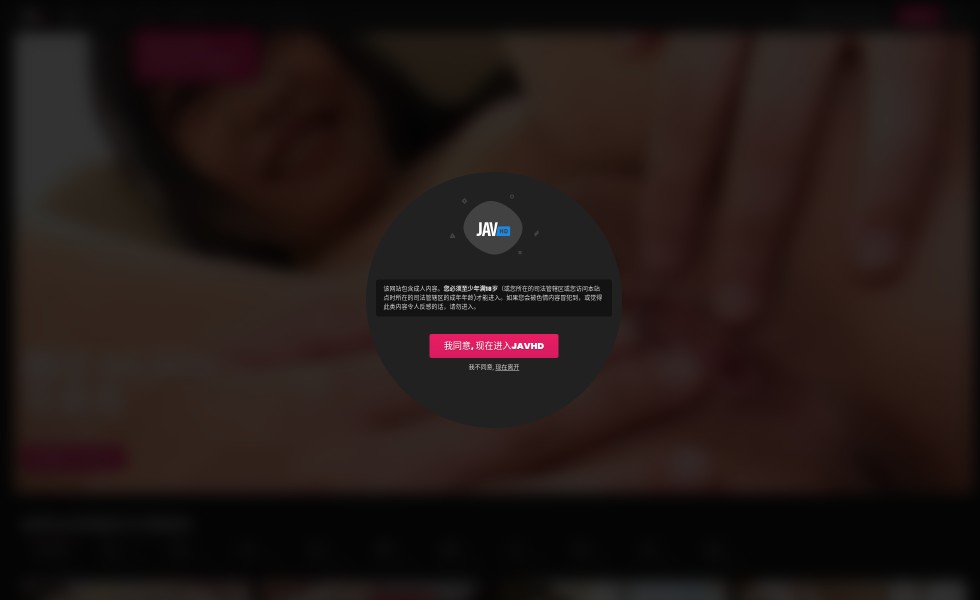 JAV HD
该网站包含成人内容。您必须至少年满18岁（或您所在的司法管辖区或您访问本站
点时所在的司法管辖区的成年年龄)才能进入。如果您会被色情内容冒犯到，或觉得
此类内容令人反感的话，请勿进入。
我同意, 现在进入JAVHD
我不同意, 现在离开